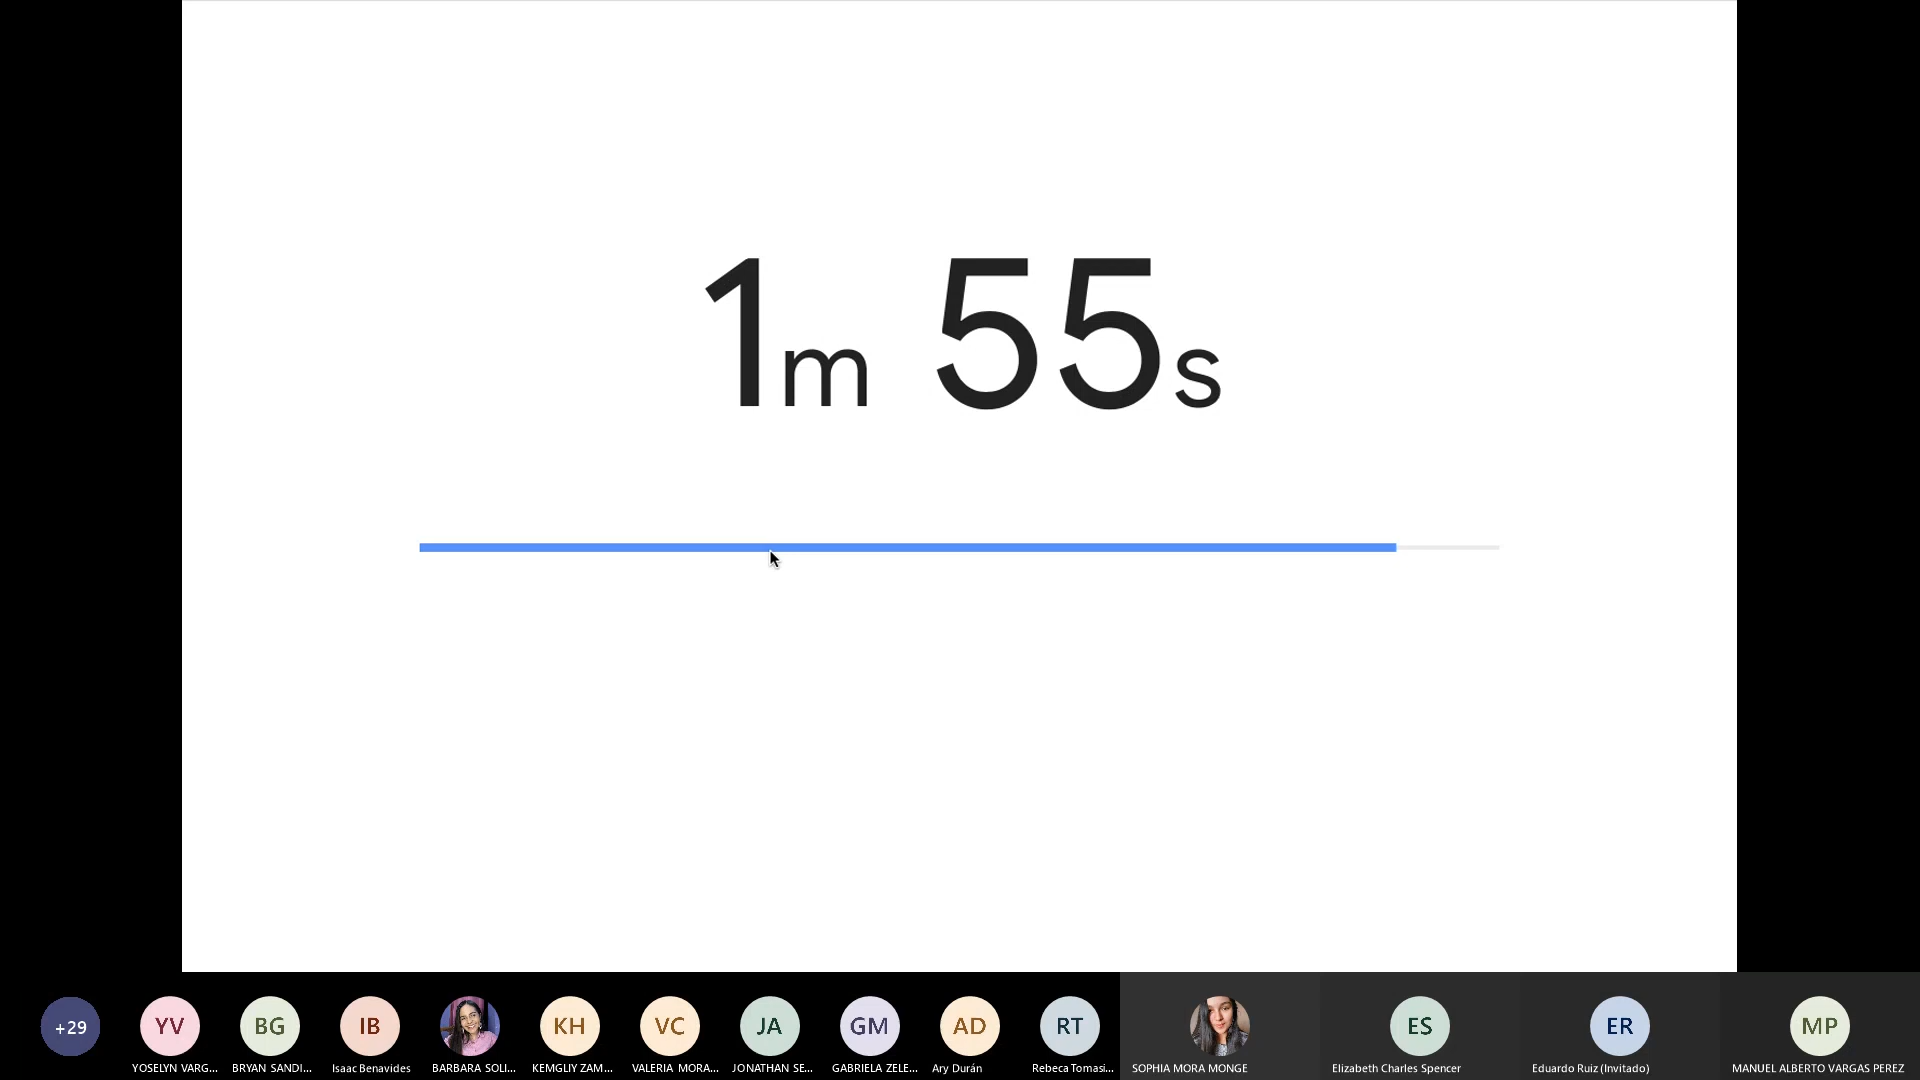 1m 55s
+29
YV
BG
IB
KH
VC
JA
GM
AD
RT
ES
ER
MP
YOSELYN VARG...
BRYAN SANDI...
Isaac Benavides
BARBARA SOLI...
KEMGLIY ZAM...
VALERIA MORA...
JONATHAN SE...
GABRIELA ZELE...
Ary Durán
Rebeca Tomasi...
SOPHIA MORA MONGE
Elizabeth Charles Spencer
Eduardo Ruiz (Invitado)
MANUEL ALBERTO VARGAS PEREZ